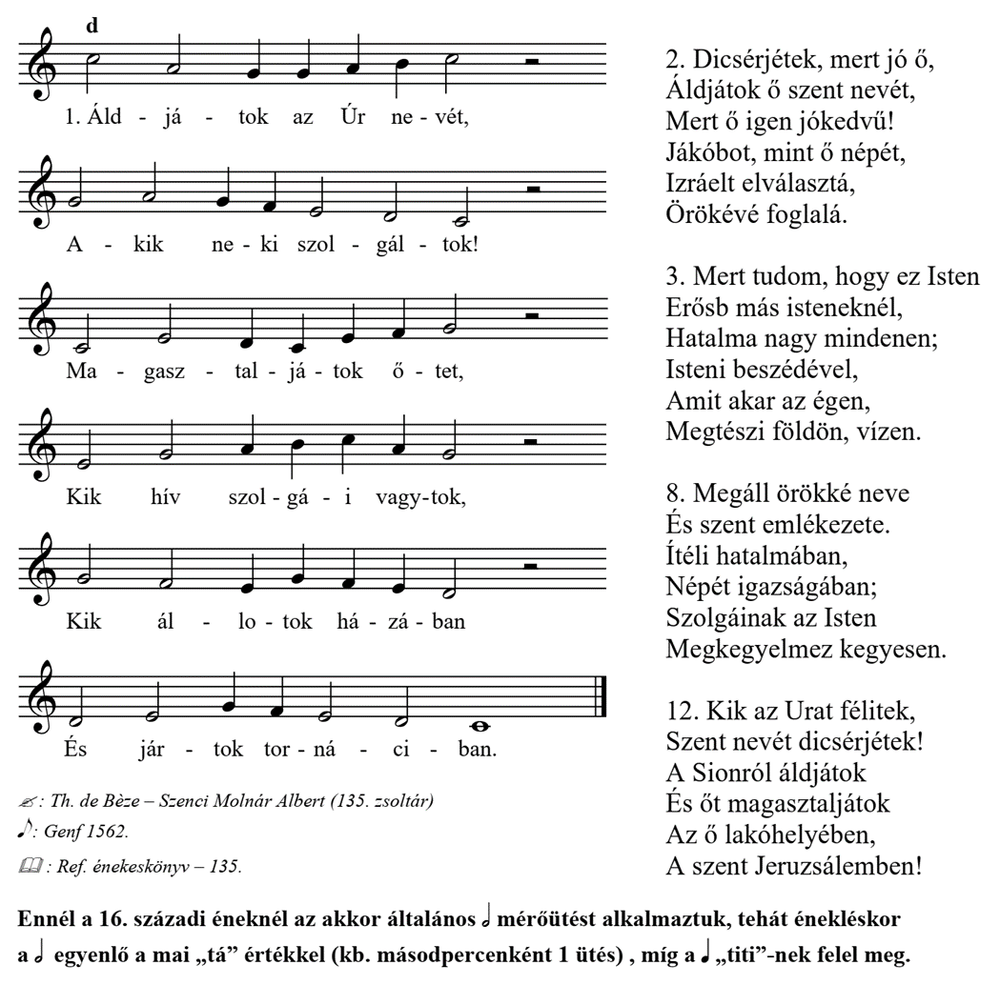 d
1. Áld - já - tok az Úr ne - vét,
A - kik ne - ki szol - gál - tok!
Ma - gasz - tal - já - tok ő - tet,
Kik hív szol - gá - i vagy - tok,
Kik ál - lo - tok há - zá - ban
És jár - tok tor - ná - ci - ban.
: Th. de Bèze – Szenci Molnár Albert (135. zsoltár)
: Genf 1562.
: Ref. énekeskönyv – 135.
2. Dicsérjétek, mert jó ő,
Áldjátok ő szent nevét,
Mert ő igen jókedvű!
Jákóbot, mint ő népét,
Izráelt elválasztá,
Örökévé foglalá.
3. Mert tudom, hogy ez Isten
Erősb más isteneknél,
Hatalma nagy mindenen;
Isteni beszédével,
Amit akar az égen,
Megtészi földön, vízen.
8. Megáll örökké neve
És szent emlékezete.
Ítéli hatalmában,
Népét igazságában;
Szolgáinak az Isten
Megkegyelmez kegyesen.
12. Kik az Urat félitek,
Szent nevét dicsérjétek!
A Sionról áldjátok
És őt magasztaljátok
Az ő lakóhelyében,
A szent Jeruzsálemben!
Ennél a 16. századi éneknél az akkor általános 𝅗𝅥 mérőütést alkalmaztuk, tehát énekléskor
a 𝅗𝅥 egyenlő a mai „tá” értékkel (kb. másodpercenként 1 ütés) , míg a ♩ „titi”-nek felel meg.